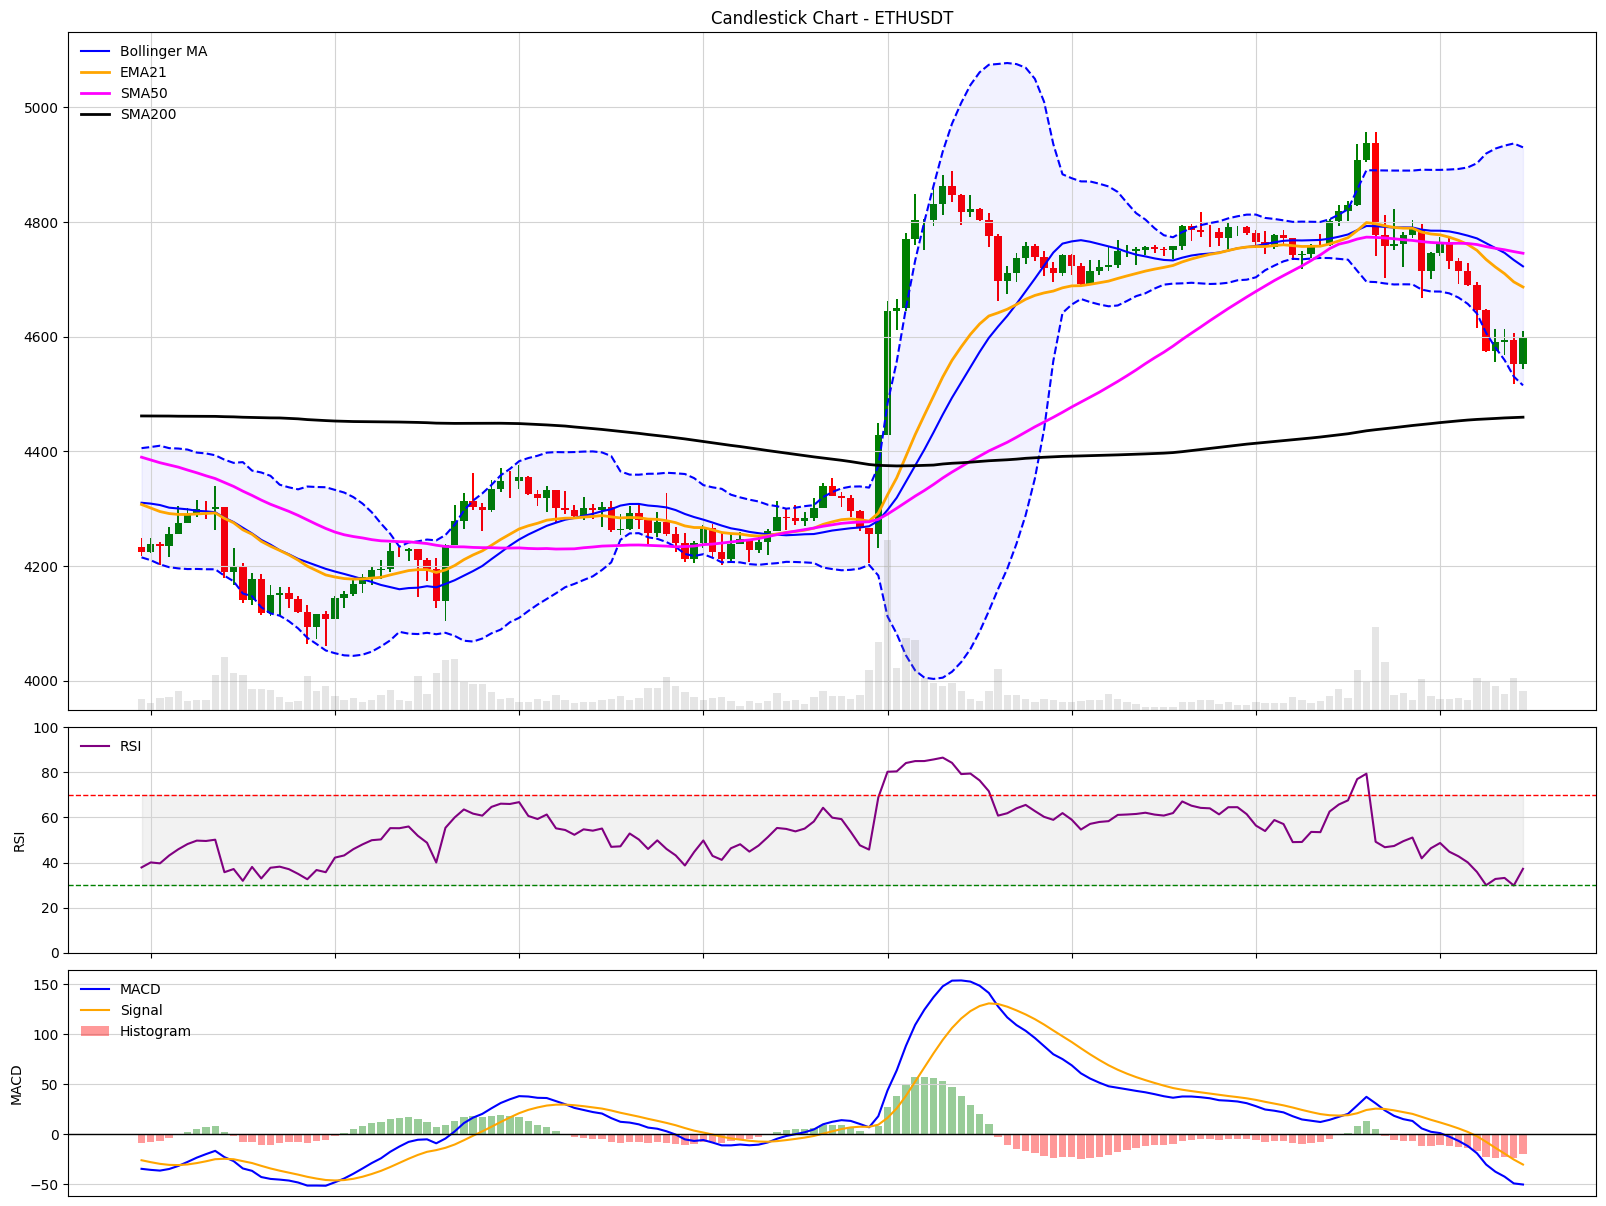 Candlestick Chart - ETHUSDT
Bollinger MA
EMA21
SMA50
SMA200
5000
4800
4600
4400
4200
4000
RSI
100
80
60
40
20
0
RSI
MACD
Signal
Histogram
150
100
50
0
−50
MACD